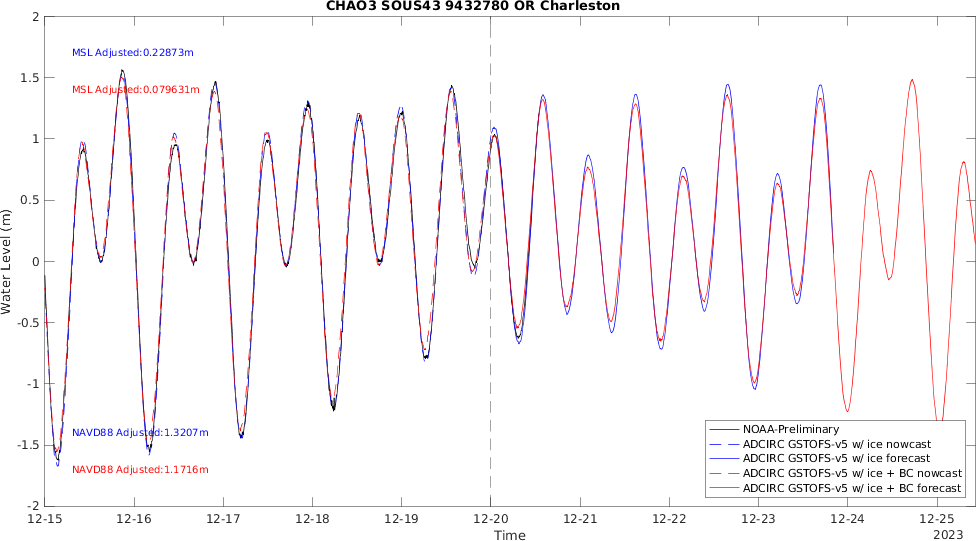 CHAO3 SOUS43 9432780 OR Charleston
2
1.5
1
0.5
0
-0.5
-1
-1.5
-2
Water Level (m)
MSL Adjusted:0.22873m
MSL Adjusted:0.079631m
NAVD88 Adjusted:1.3207m
NAVD88 Adjusted:1.1716m
NOAA-Preliminary
ADCIRC GSTOFS-v5 w/ ice nowcast
ADCIRC GSTOFS-v5 w/ ice forecast
ADCIRC GSTOFS-v5 w/ ice + BC nowcast
ADCIRC GSTOFS-v5 w/ ice + BC forecast
12-15 12-16 12-17 12-18 12-19 12-20 12-21 12-22 12-23 12-24 12-25
Time
2023